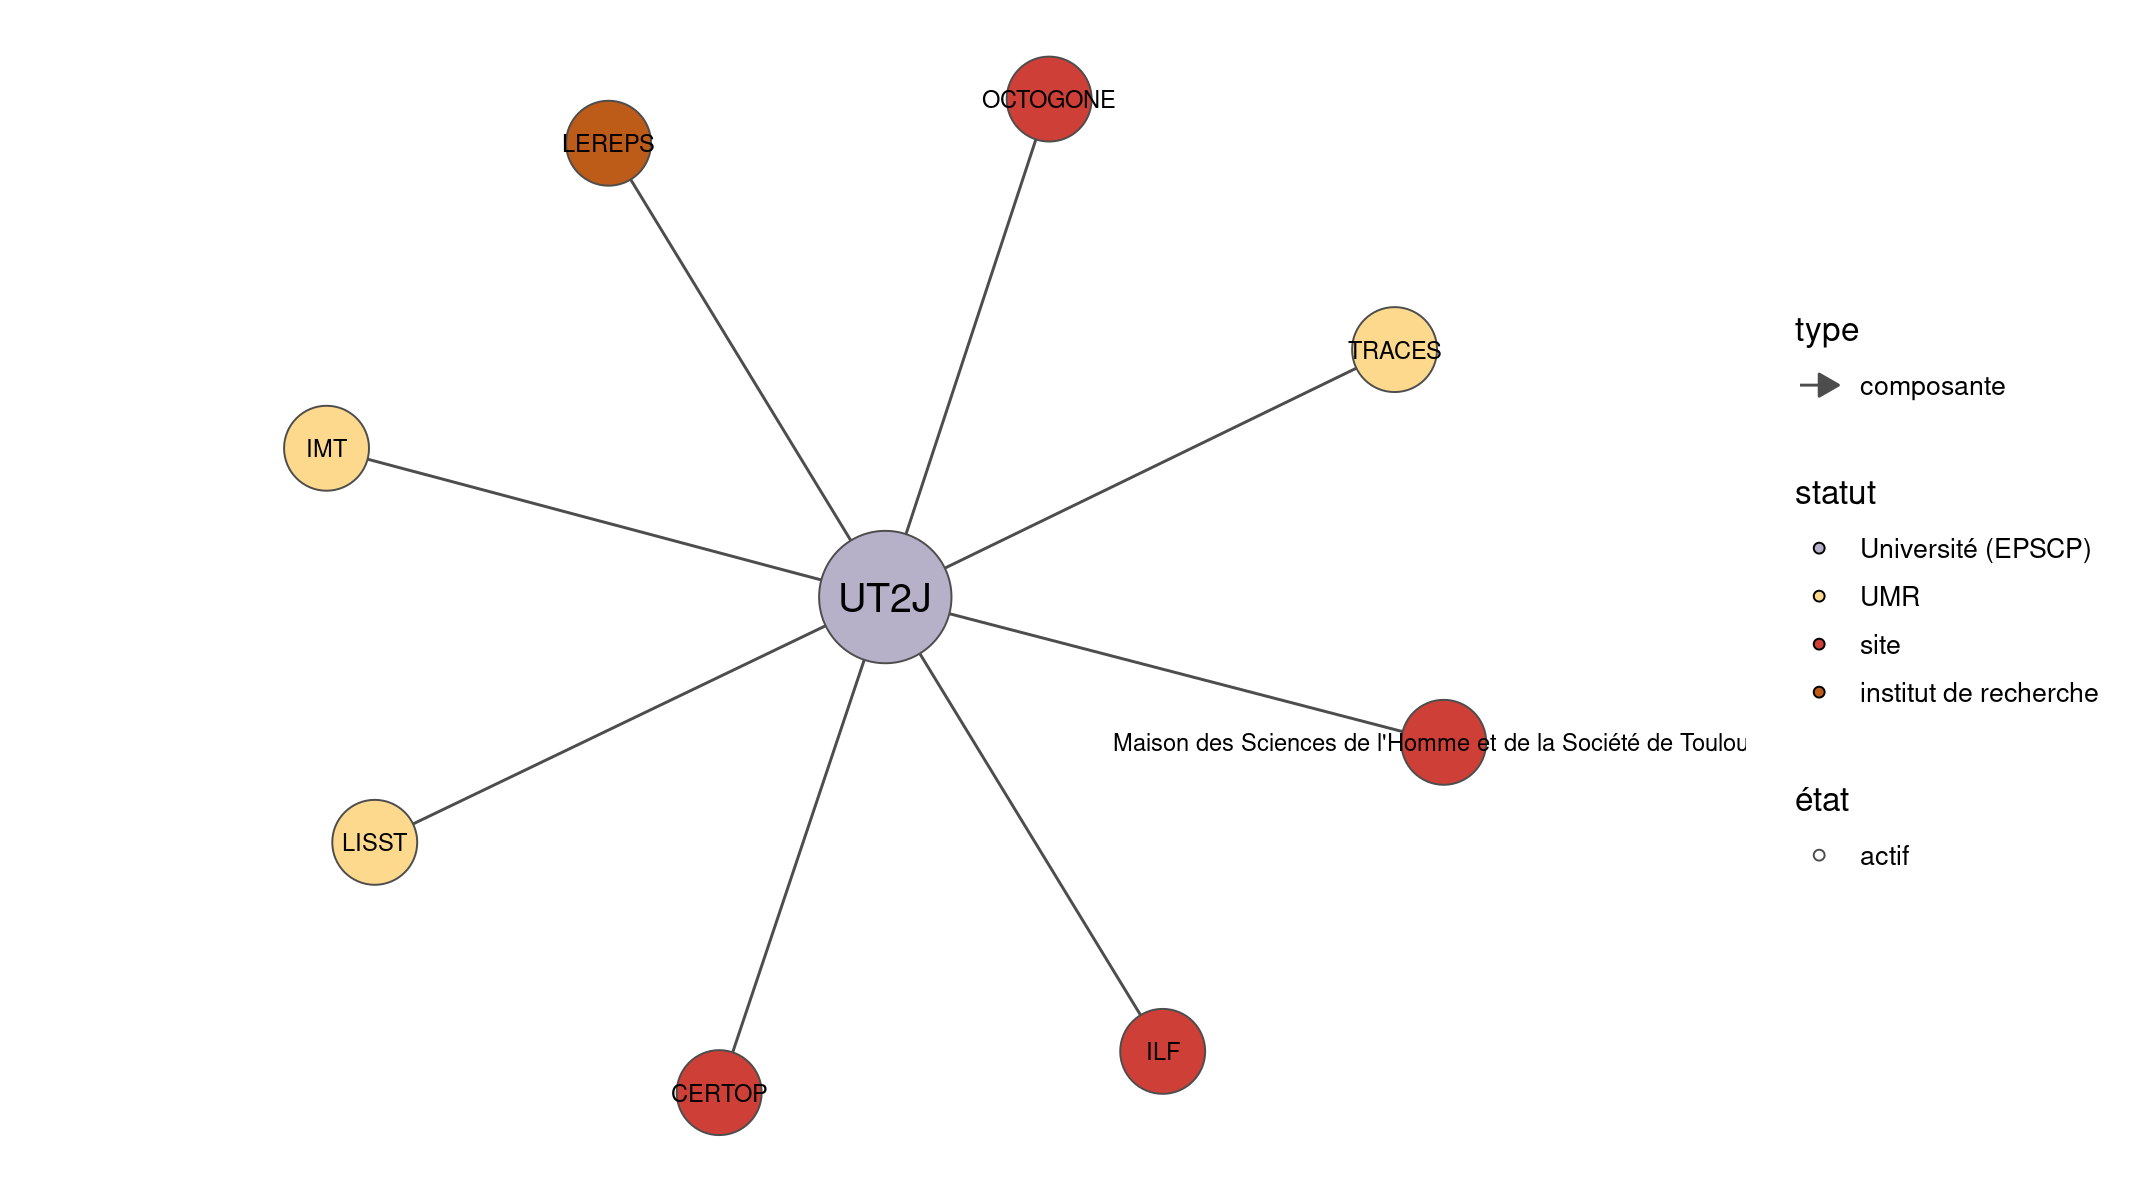 OCTOGONE
LEREPS
TRACES
IMT
UT2J
Maison des Sciences de l'Homme et de la Société de Toulou
LISST
ILF
CERTOP
type
composante
statut
Université (EPSCP)
UMR
site
institut de recherche
état
actif